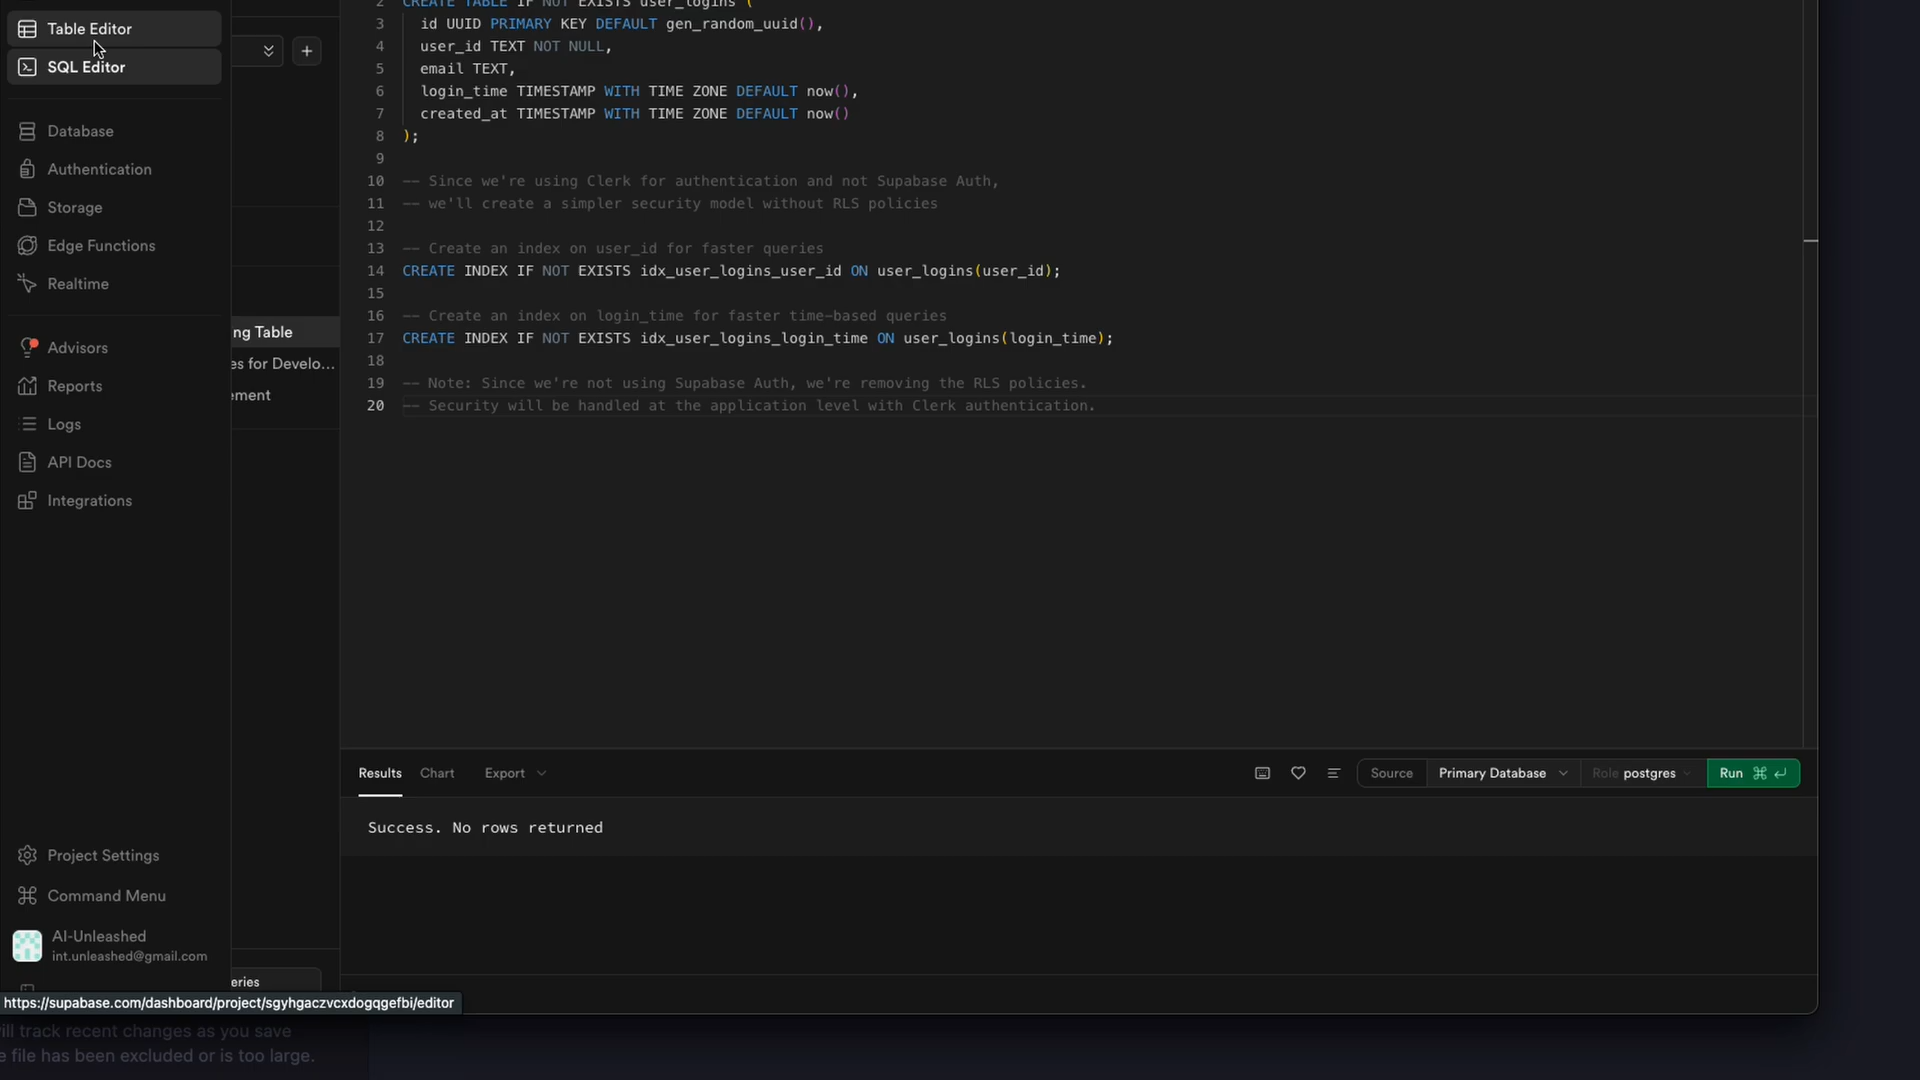 Table Editor
SQL Editor
Database
Authentication
Storage
Edge Functions
Realtime
Advisors
Reports
Logs
API Docs
Integrations
Project Settings
Command Menu
AI-Unleashed
int.unleashed@gmail.com
ng Table
es for Develo...
ement
eries
2 CREATE TABLE IF NOT EXISTS user_logins (
3 id UUID PRIMARY KEY DEFAULT gen_random_uuid(),
4 user_id TEXT NOT NULL,
5 email TEXT,
6 login_time TIMESTAMP WITH TIME ZONE DEFAULT now(),
7 created_at TIMESTAMP WITH TIME ZONE DEFAULT now()
8 );
9
10 -- Since we're using Clerk for authentication and not Supabase Auth,
11 -- we'll create a simpler security model without RLS policies
12
13 -- Create an index on user_id for faster queries
14 CREATE INDEX IF NOT EXISTS idx_user_logins_user_id ON user_logins(user_id);
15
16 -- Create an index on login_time for faster time-based queries
17 CREATE INDEX IF NOT EXISTS idx_user_logins_login_time ON user_logins(login_time);
18
19 -- Note: Since we're not using Supabase Auth, we're removing the RLS policies.
20 -- Security will be handled at the application level with Clerk authentication.
Results Chart Export Source Primary Database Role postgres Run ⌘ ↵
Success. No rows returned
https://supabase.com/dashboard/project/sgyhgaczvcxdogqgefbi/editor
ill track recent changes as you save
e file has been excluded or is too large.